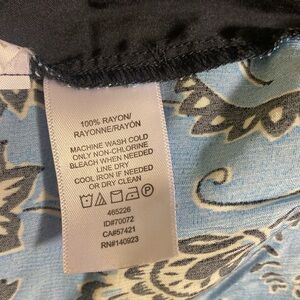 100% RAYON/
RAYONNE/RAYÓN
MACHINE WASH COLD
ONLY NON-CHLORINE
BLEACH WHEN NEEDED
LINE DRY
COOL IRON IF NEEDED
OR DRY CLEAN
465226
ID#70072
CA#57421
RN#140923